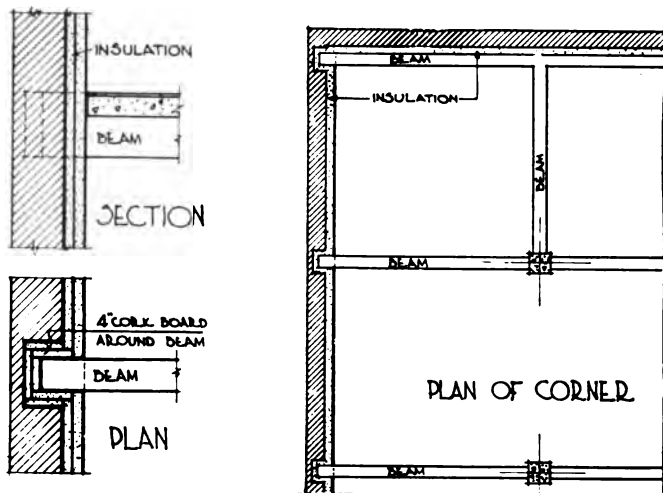 INSULATION
BEAM
SECTION
4" CORK BOARD
AROUND BEAM
BEAM
PLAN
BEAM
INSULATION
BEAM
BEAM
PLAN OF CORNER
BEAM